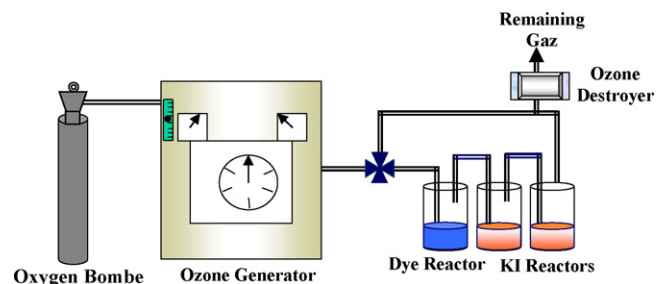 Remaining
Gaz
Ozone
Destroyer
Oxygen Bombe
Ozone Generator
Dye Reactor
KI Reactors